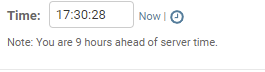 Time: 17:30:28 Now |
Note: You are 9 hours ahead of server time.